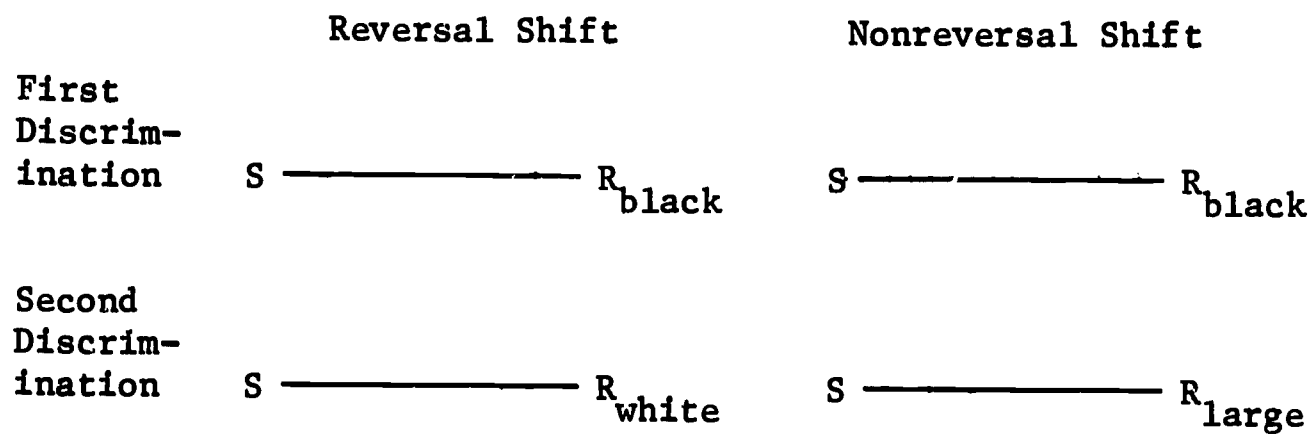 Reversal Shift Nonreversal Shift
First
Discrim-
ination S R black S R black
Second
Discrim-
ination S R white S R large